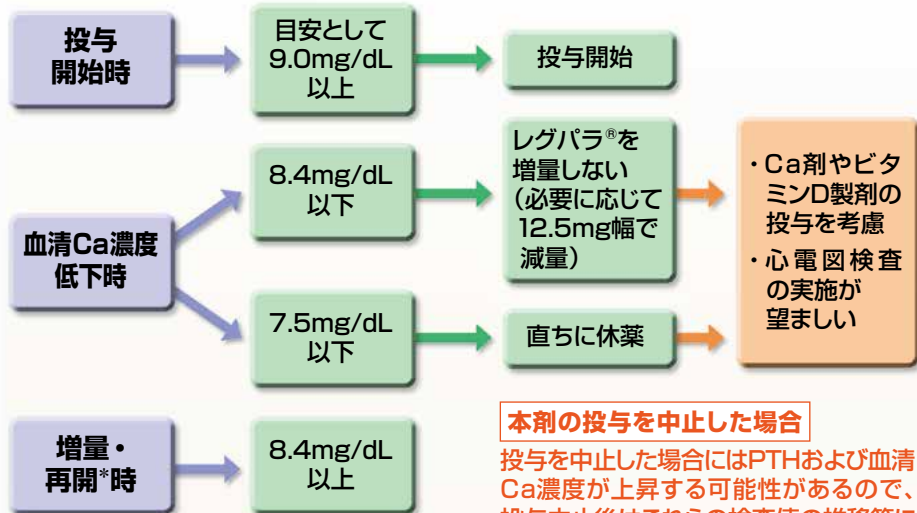 投与
開始時
目安として
9.0mg/dL
以上
投与開始
血清Ca濃度
低下時
8.4mg/dL
以下
レグパラ®を
増量しない
（必要に応じて
12.5mg幅で
減量）
7.5mg/dL
以下
直ちに休薬
・Ca剤やビタ
ミンD製剤の
投与を考慮
・心電図検査
の実施が
望ましい
増量・
再開*時
8.4mg/dL
以上
本剤の投与を中止した場合
投与を中止した場合にはPTHおよび血清
Ca濃度が上昇する可能性があるので、